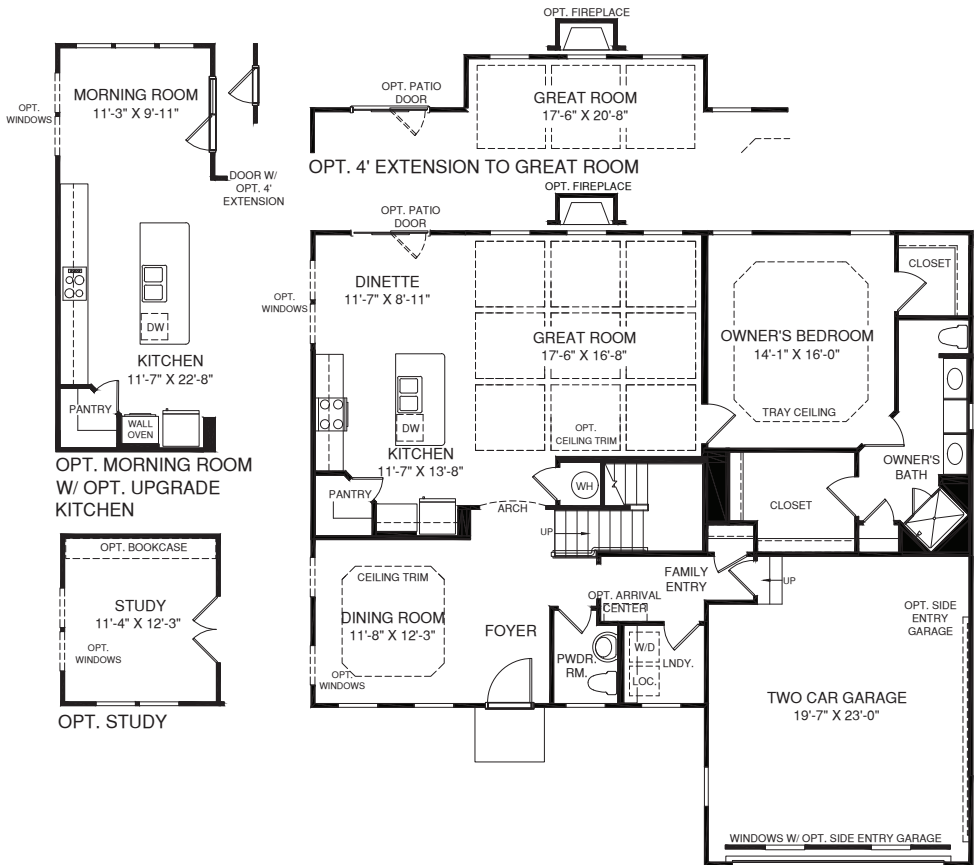 OPT. FIREPLACE
OPT. PATIO
DOOR
GREAT ROOM
17'-6" X 20'-8"
OPT. 4' EXTENSION TO GREAT ROOM
MORNING ROOM
11'-3" X 9'-11"
OPT.
WINDOWS
DOOR W/
OPT. 4'
EXTENSION
DW
KITCHEN
11'-7" X 22'-8"
PANTRY
WALL
OVEN
OPT. MORNING ROOM
W/ OPT. UPGRADE
KITCHEN
OPT. BOOKCASE
STUDY
11'-4" X 12'-3"
OPT.
WINDOWS
OPT. STUDY
OPT. FIREPLACE
OPT. PATIO
DOOR
DINETTE
11'-7" X 8'-11"
OPT.
WINDOWS
GREAT ROOM
17'-6" X 16'-8"
OPT.
CEILING TRIM
DW
KITCHEN
11'-7" X 13'-8"
PANTRY
ARCH
WH
UP
OWNER'S BEDROOM
14'-1" X 16'-0"
TRAY CEILING
CLOSET
OWNER'S
BATH
CLOSET
CEILING TRIM
DINING ROOM
11'-8" X 12'-3"
OPT.
WINDOWS
FOYER
FAMILY
ENTRY
OPT. ARRIVAL
CENTER
UP
PWDR.
RM.
W/D
LOC.
LNDY.
OPT. SIDE
ENTRY
GARAGE
TWO CAR GARAGE
19'-7" X 23'-0"
WINDOWS W/ OPT. SIDE ENTRY GARAGE